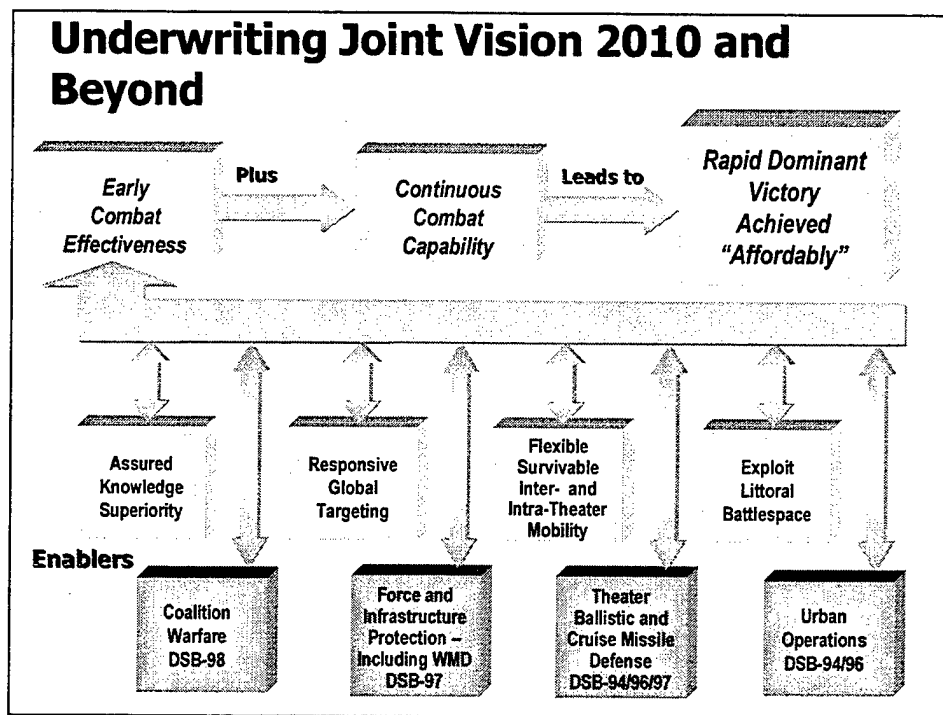 Underwriting Joint Vision 2010 and
Beyond
Early
Combat
Effectiveness
Plus
Continuous
Combat
Capability
Leads to
Rapid Dominant
Victory
Achieved
“Affordably”
Assured
Knowledge
Superiority
Responsive
Global
Targeting
Flexible
Survivable
Inter- and
Intra-Theater
Mobility
Exploit
Littoral
Battlespace
Enablers
Coalition
Warfare
DSB-98
Force and
Infrastructure
Protection –
Including WMD
DSB-97
Theater
Ballistic and
Cruise Missile
Defense
DSB-94/96/97
Urban
Operations
DSB-94/96